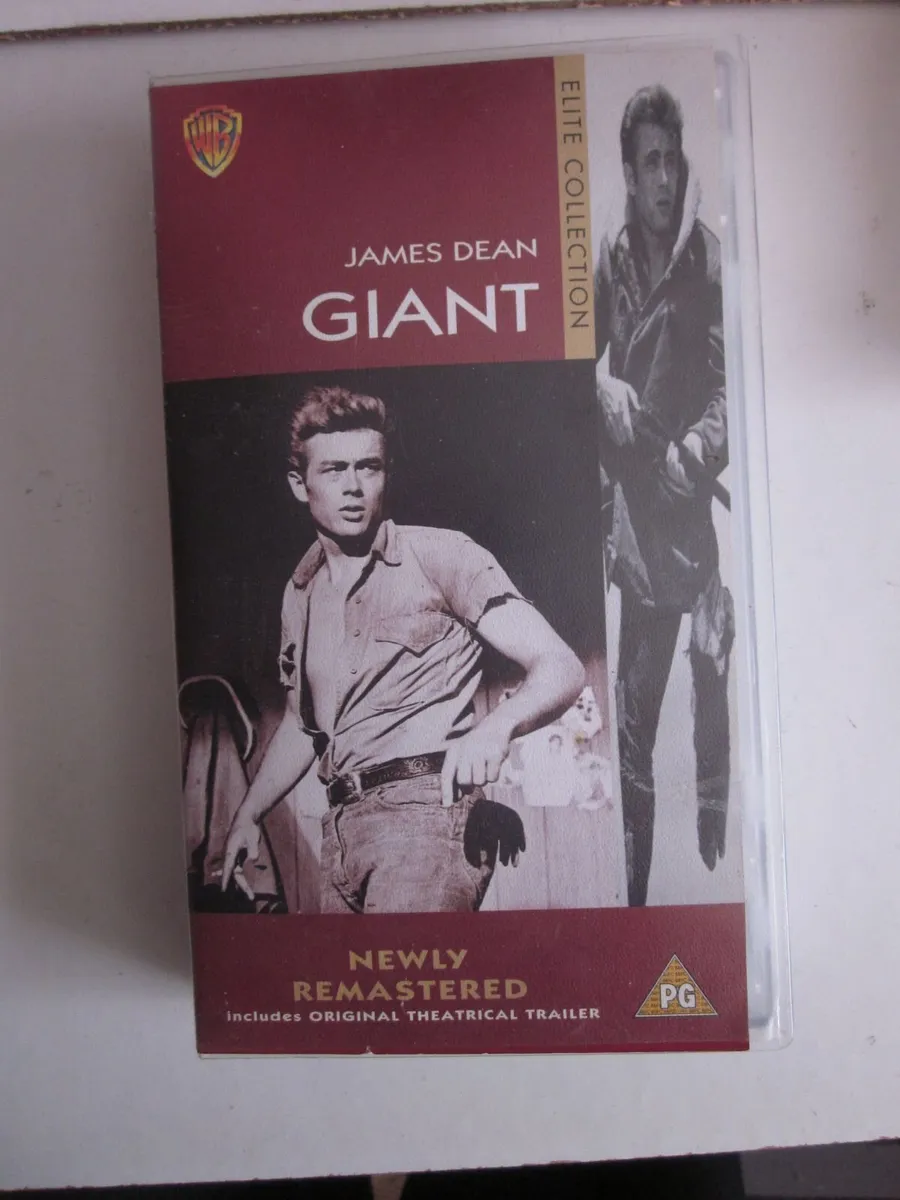 WB
ELITE COLLECTION
JAMES DEAN
GIANT
NEWLY
REMASTERED
includes ORIGINAL THEATRICAL TRAILER
PG